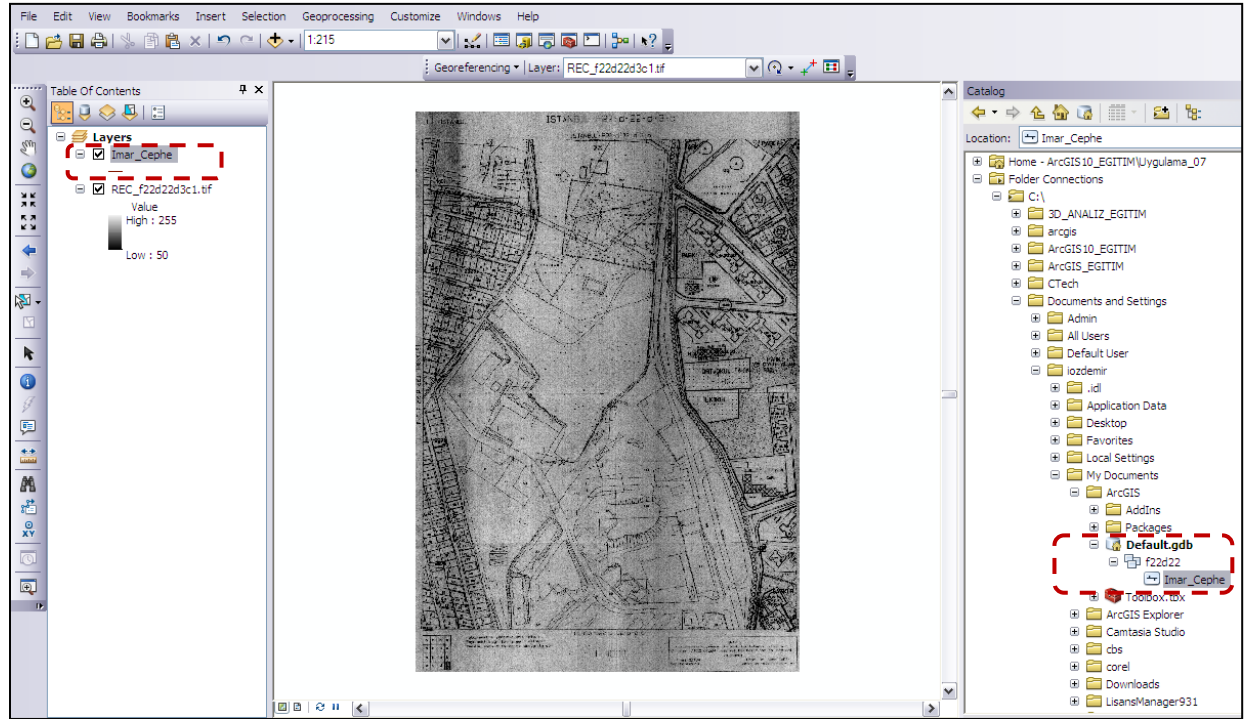 File Edit View Bookmarks Insert Selection Geoprocessing Customize Windows Help
1:215
Georeferencing Layer: REC_f22d22d3c1.tif
Table Of Contents
Layers
Imar_Cephe
REC_f22d22d3c1.tif
Value
High : 255
Low : 50
XY
Catalog
Location: Imar_Cephe
Home - ArcGIS10_EGITIM\Uygulama_07
Folder Connections
C:\
3D_ANALIZ_EGITIM
arcgis
ArcGIS10_EGITIM
ArcGIS_EGITIM
CTech
Documents and Settings
Admin
All Users
Default User
iozdemir
.idl
Application Data
Desktop
Favorites
Local Settings
My Documents
ArcGIS
AddIns
Packages
Default.gdb
f22d22
Imar_Cephe
Toolbox.tbx
ArcGIS Explorer
Camtasia Studio
cbs
corel
Downloads
LisansManager931